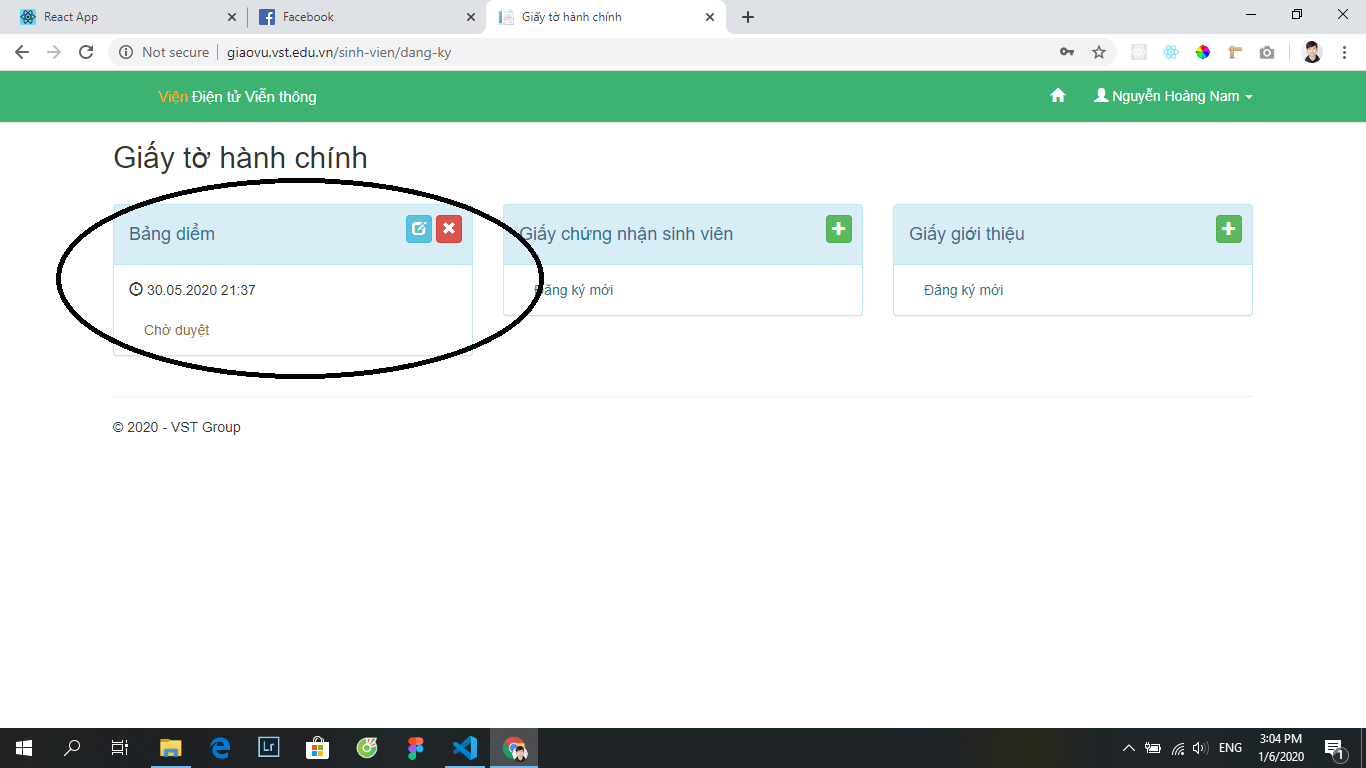 React App
Facebook
Giấy tờ hành chính
Not secure
giaovu.vst.edu.vn/sinh-vien/dang-ky
Viện Điện tử Viễn thông
Nguyễn Hoàng Nam
Giấy tờ hành chính
Bảng diểm
30.05.2020 21:37
Chờ duyệt
Giấy chứng nhận sinh viên
Đăng ký mới
Giấy giới thiệu
Đăng ký mới
© 2020 - VST Group
Lr
ENG
3:04 PM
1/6/2020
1